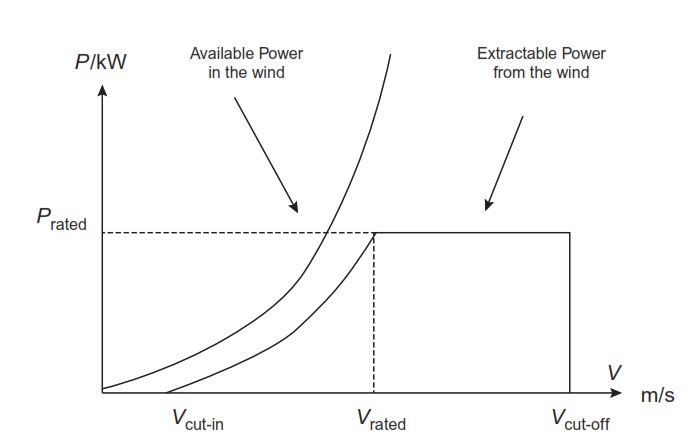 P/kW
Available Power
in the wind
Extractable Power
from the wind
Prated
V
m/s
Vcut-in
Vrated
Vcut-off